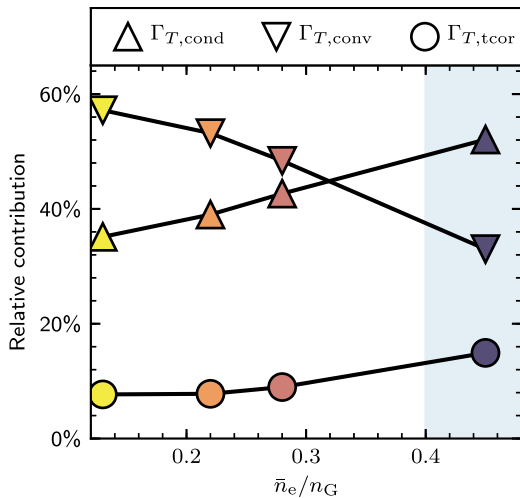 Γ_{T,cond} Γ_{T,conv} Γ_{T,tcor}
60%
40%
20%
0%
Relative contribution
0.2 0.3 0.4
n̄_e/n_G